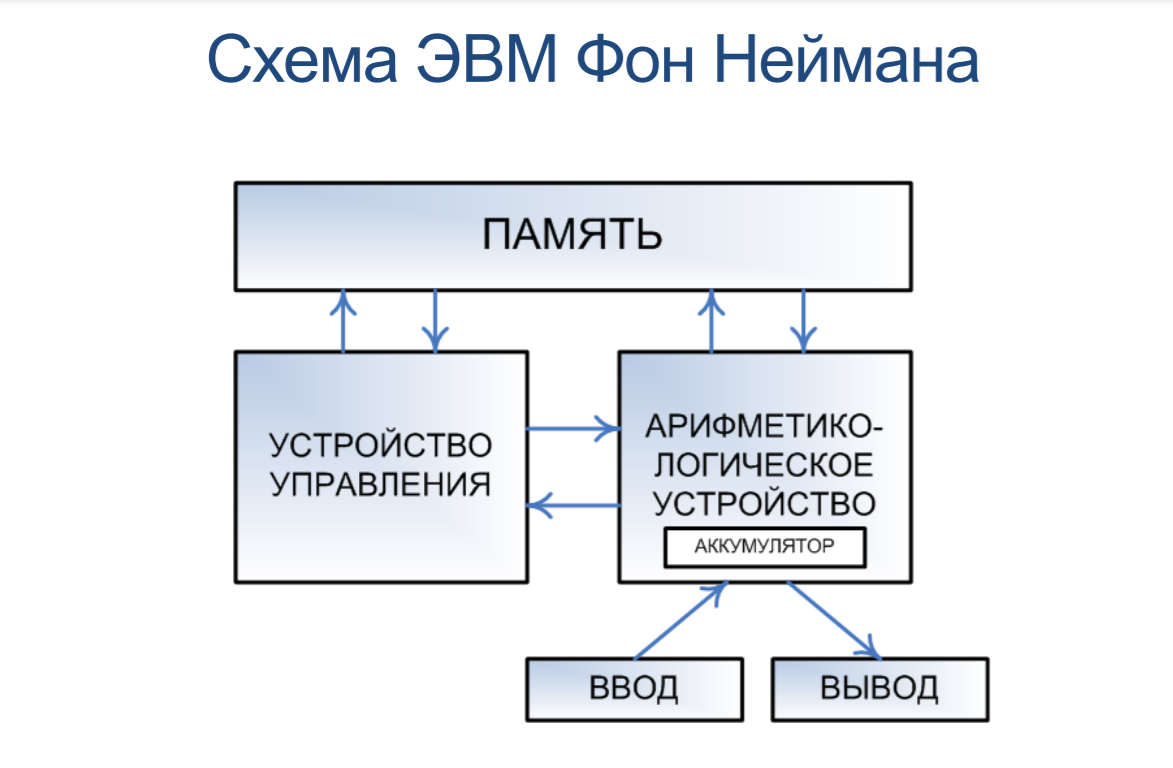 Схема ЭВМ Фон Неймана
ПАМЯТЬ
УСТРОЙСТВО
УПРАВЛЕНИЯ
АРИФМЕТИКО-
ЛОГИЧЕСКОЕ
УСТРОЙСТВО
АККУМУЛЯТОР
ВВОД
ВЫВОД